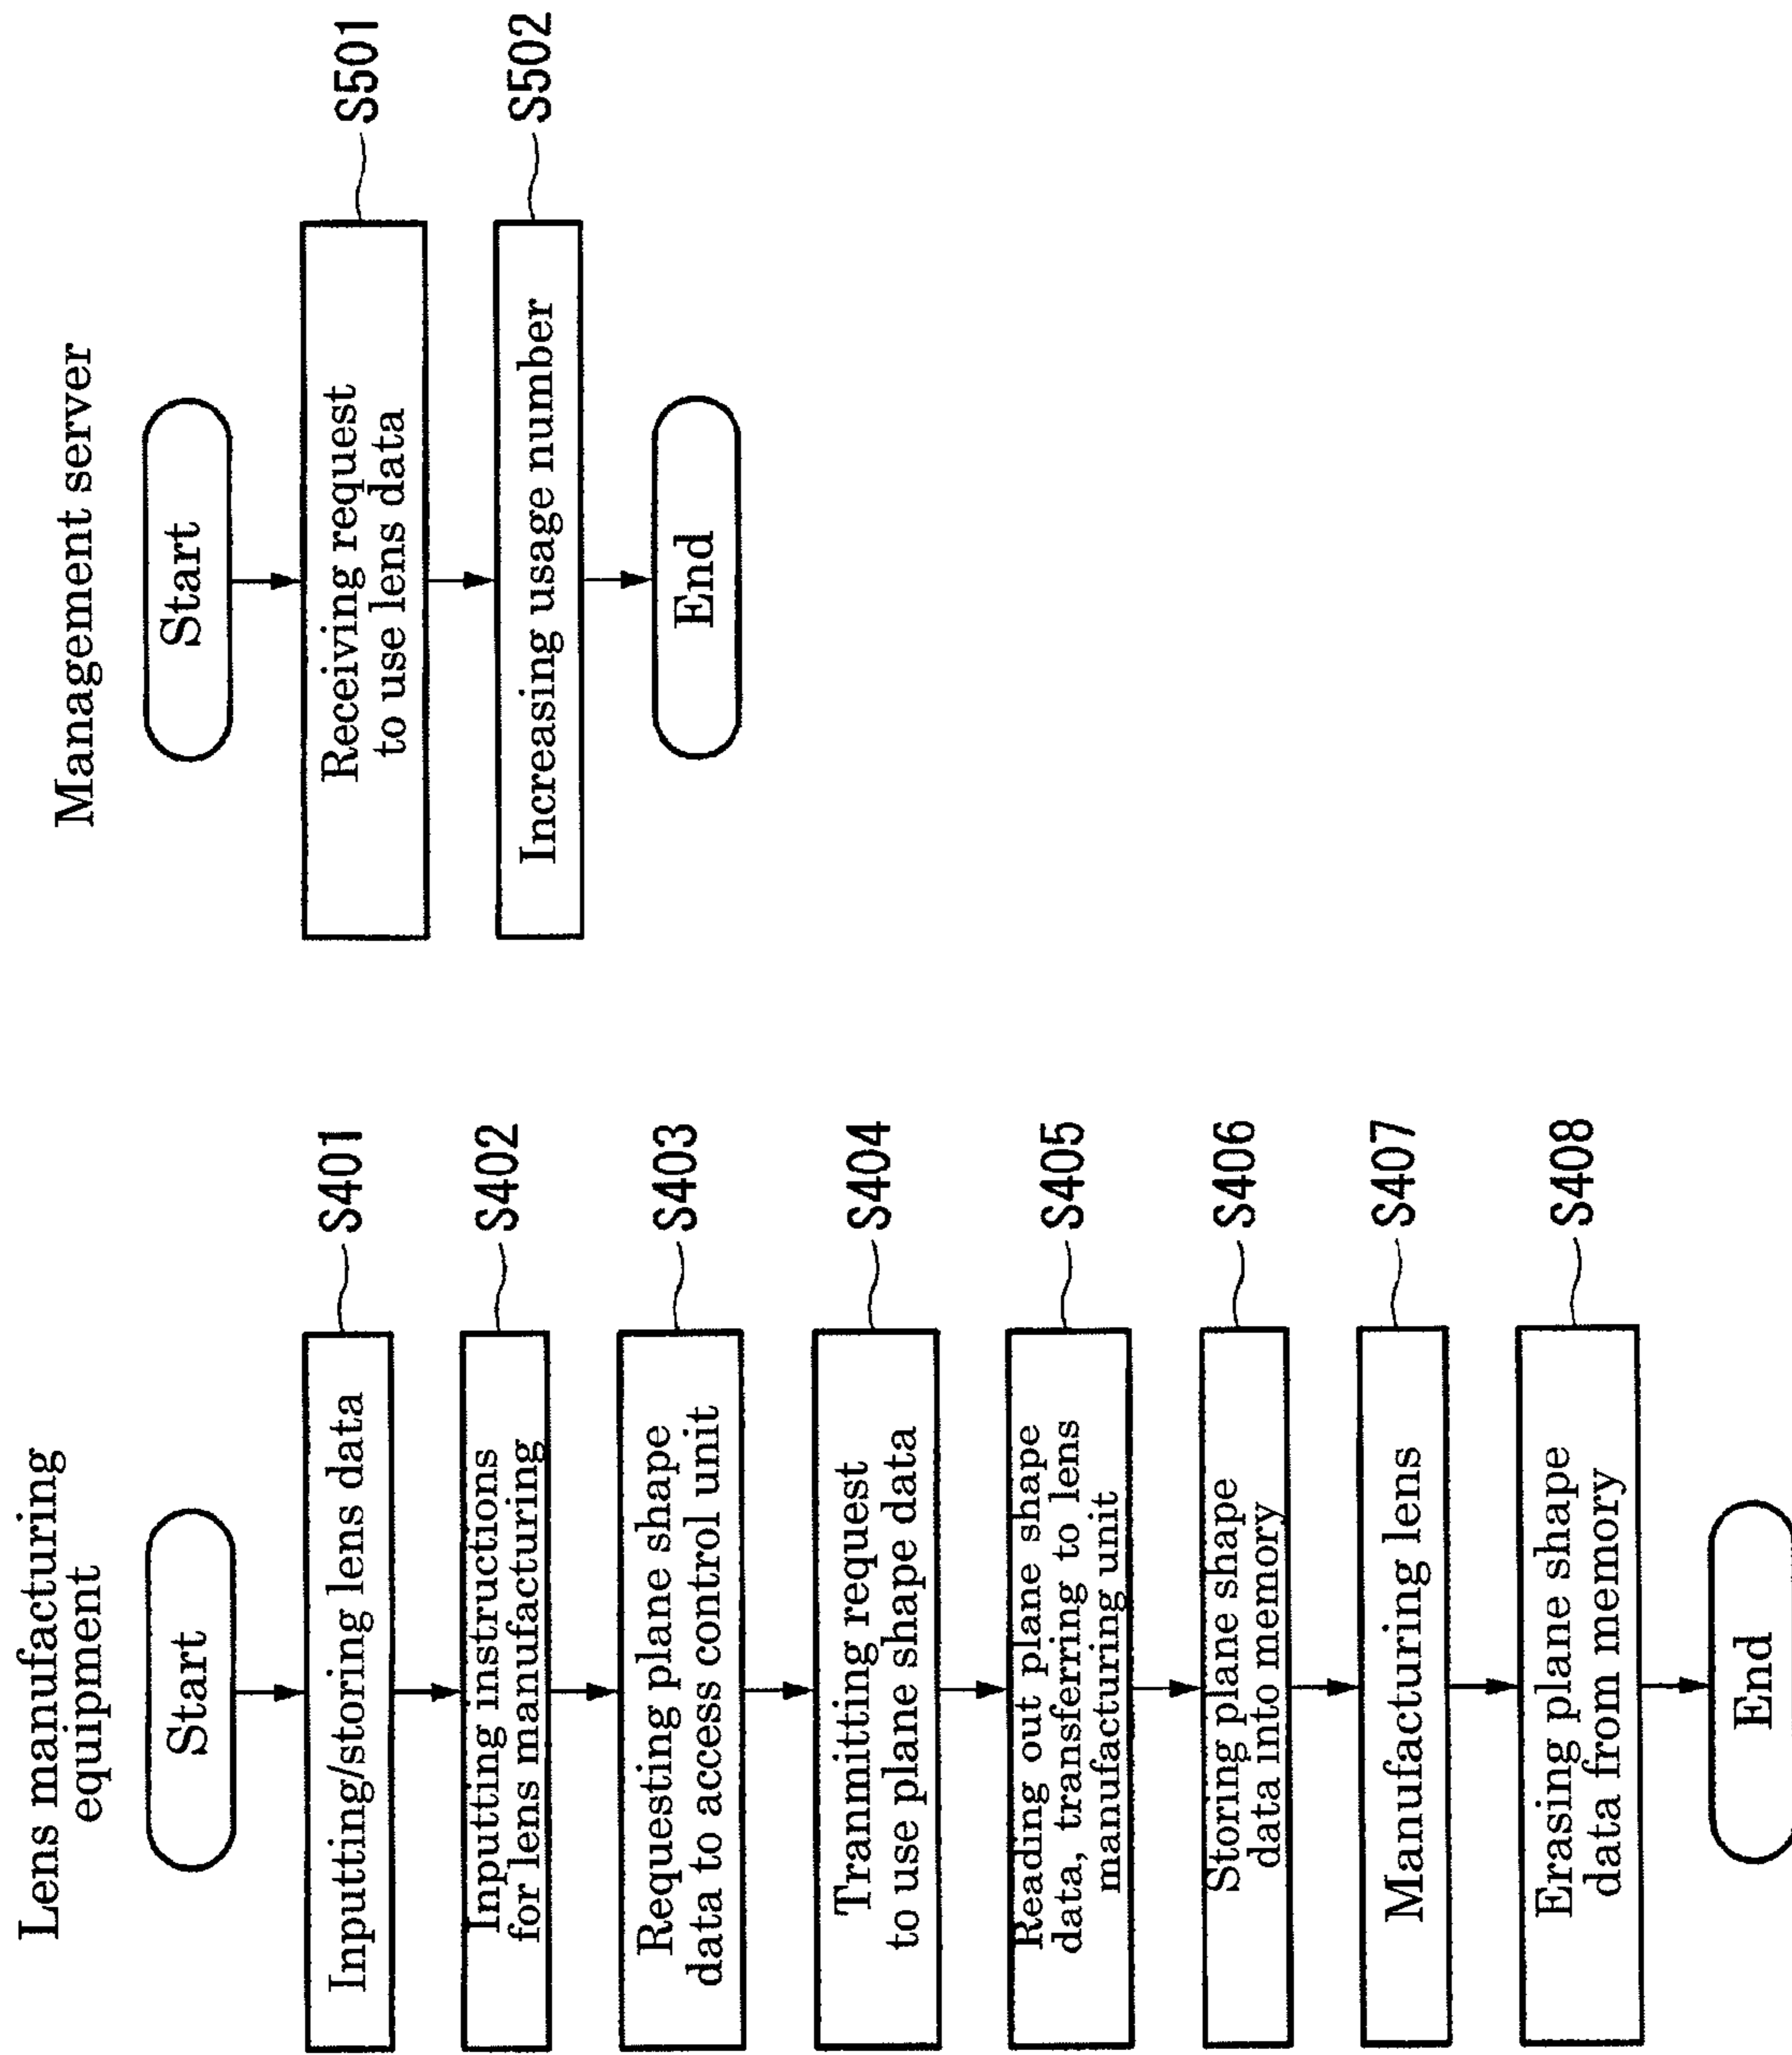 Lens manufacturing
equipment
Start
Inputting/storing lens data
S401
Inputting instructions
for lens manufacturing
S402
Requesting plane shape
data to access control unit
S403
Tranmitting request
to use plane shape data
S404
Reading out plane shape
data, transferring to lens
manufacturing unit
S405
Storing plane shape
data into memory
S406
Manufacturing lens
S407
Erasing plane shape
data from memory
S408
End
Management server
Start
Receiving request
to use lens data
S501
Increasing usage number
S502
End